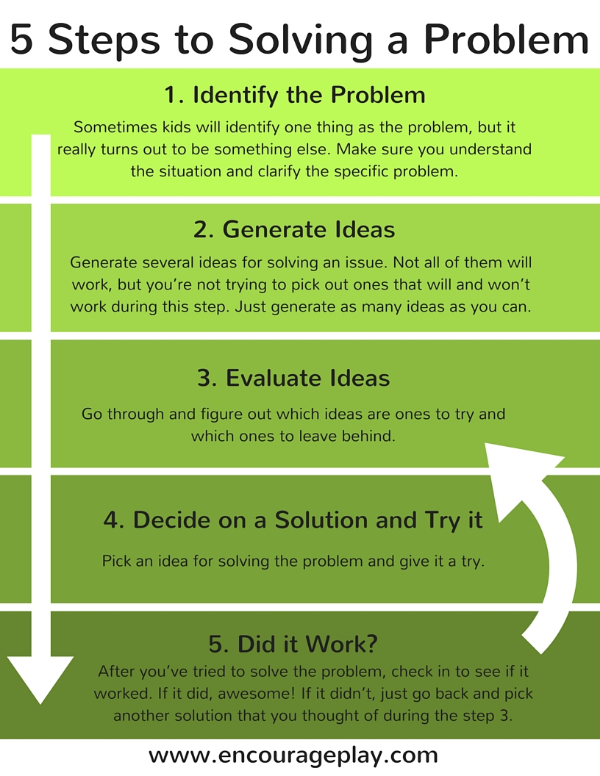 5 Steps to Solving a Problem
1. Identify the Problem
Sometimes kids will identify one thing as the problem, but it
really turns out to be something else. Make sure you understand
the situation and clarify the specific problem.
2. Generate Ideas
Generate several ideas for solving an issue. Not all of them will
work, but you're not trying to pick out ones that will and won't
work during this step. Just generate as many ideas as you can.
3. Evaluate Ideas
Go through and figure out which ideas are ones to try and
which ones to leave behind.
4. Decide on a Solution and Try it
Pick an idea for solving the problem and give it a try.
5. Did it Work?
After you've tried to solve the problem, check in to see if it
worked. If it did, awesome! If it didn't, just go back and pick
another solution that you thought of during the step 3.
www.encourageplay.com